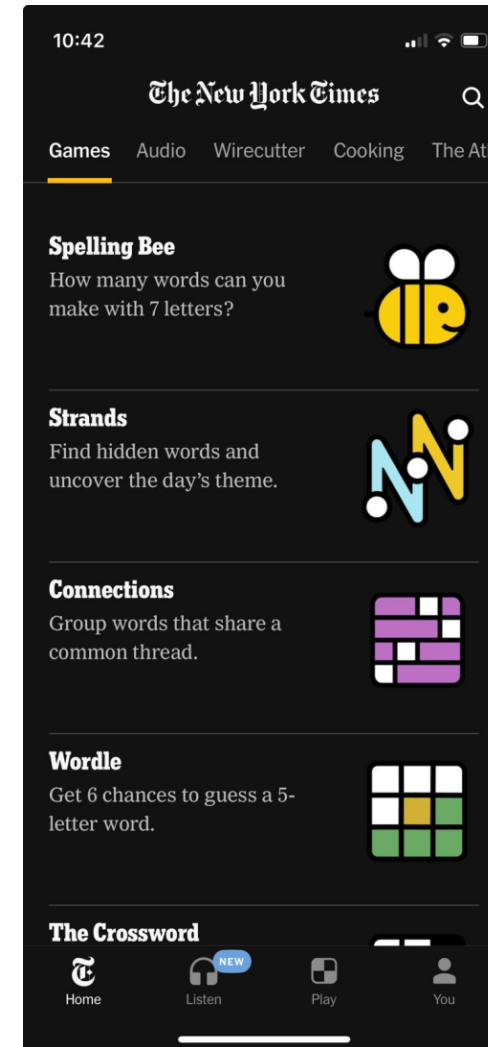 10:42
The New York Times
Games Audio Wirecutter Cooking The Atl
Spelling Bee
How many words can you
make with 7 letters?
Strands
Find hidden words and
uncover the day’s theme.
Connections
Group words that share a
common thread.
Wordle
Get 6 chances to guess a 5-
letter word.
The Crossword
NEW
Home Listen Play You